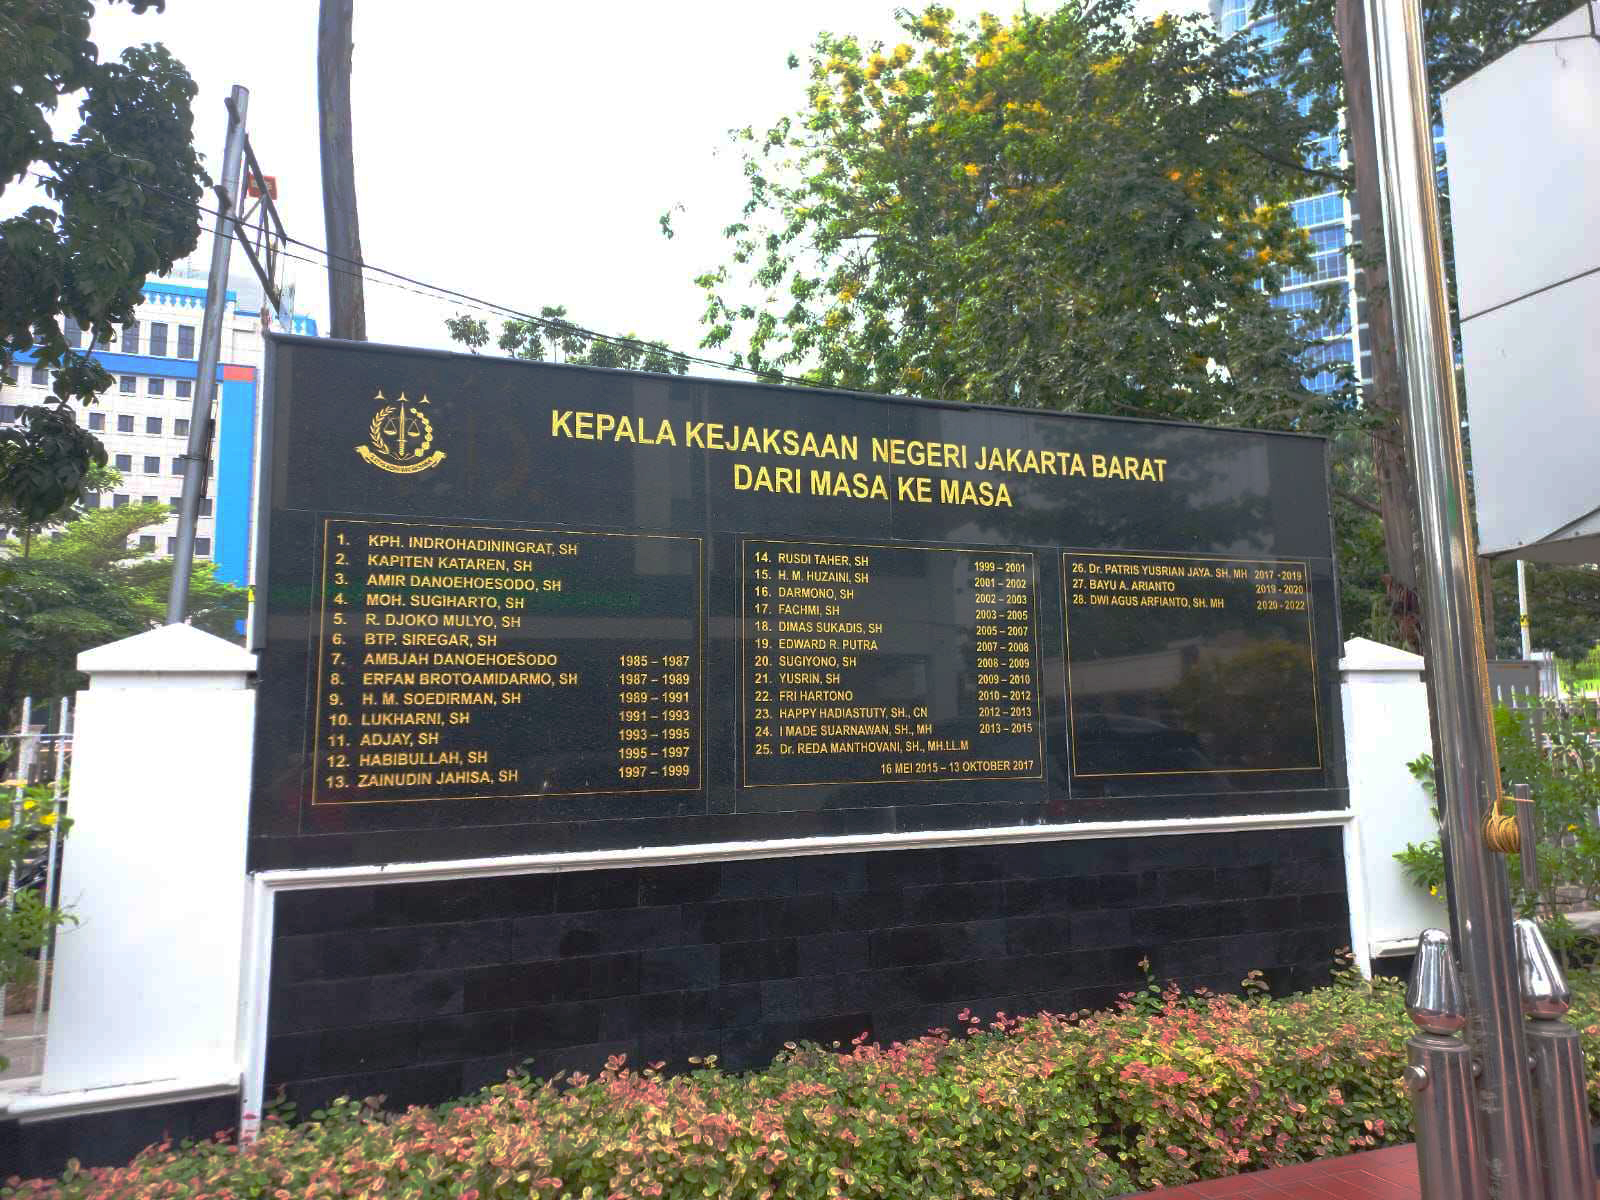 KEPALA KEJAKSAAN NEGERI JAKARTA BARAT
DARI MASA KE MASA
1. KPH. INDROHADININGRAT, SH
2. KAPITEN KATAREN, SH
3. AMIR DANOEHOESODO, SH
4. MOH. SUGIHARTO, SH
5. R. DJOKO MULYO, SH
6. BTP. SIREGAR, SH
7. AMBJAH DANOEHOESODO 1985 – 1987
8. ERFAN BROTOAMIDARMO, SH 1987 – 1989
9. H. M. SOEDIRMAN, SH 1989 – 1991
10. LUKHARNI, SH 1991 – 1993
11. ADJAY, SH 1993 – 1995
12. HABIBULLAH, SH 1995 – 1997
13. ZAINUDIN JAHISA, SH 1997 – 1999
14. RUSDI TAHER, SH 1999 – 2001
15. H. M. HUZAINI, SH 2001 – 2002
16. DARMONO, SH 2002 – 2003
17. FACHMI, SH 2003 – 2005
18. DIMAS SUKADIS, SH 2005 – 2007
19. EDWARD R. PUTRA 2007 – 2008
20. SUGIYONO, SH 2008 – 2009
21. YUSRIN, SH 2009 – 2010
22. FRI HARTONO 2010 – 2012
23. HAPPY HADIASTUTY, SH., CN 2012 – 2013
24. I MADE SUARNAWAN, SH., MH 2013 – 2015
25. Dr. REDA MANTHOVANI, SH., MH.LL.M
16 MEI 2015 – 13 OKTOBER 2017
26. Dr. PATRIS YUSRIAN JAYA. SH. MH 2017 - 2019
27. BAYU A. ARIANTO 2019 - 2020
28. DWI AGUS ARFIANTO, SH. MH 2020 - 2022